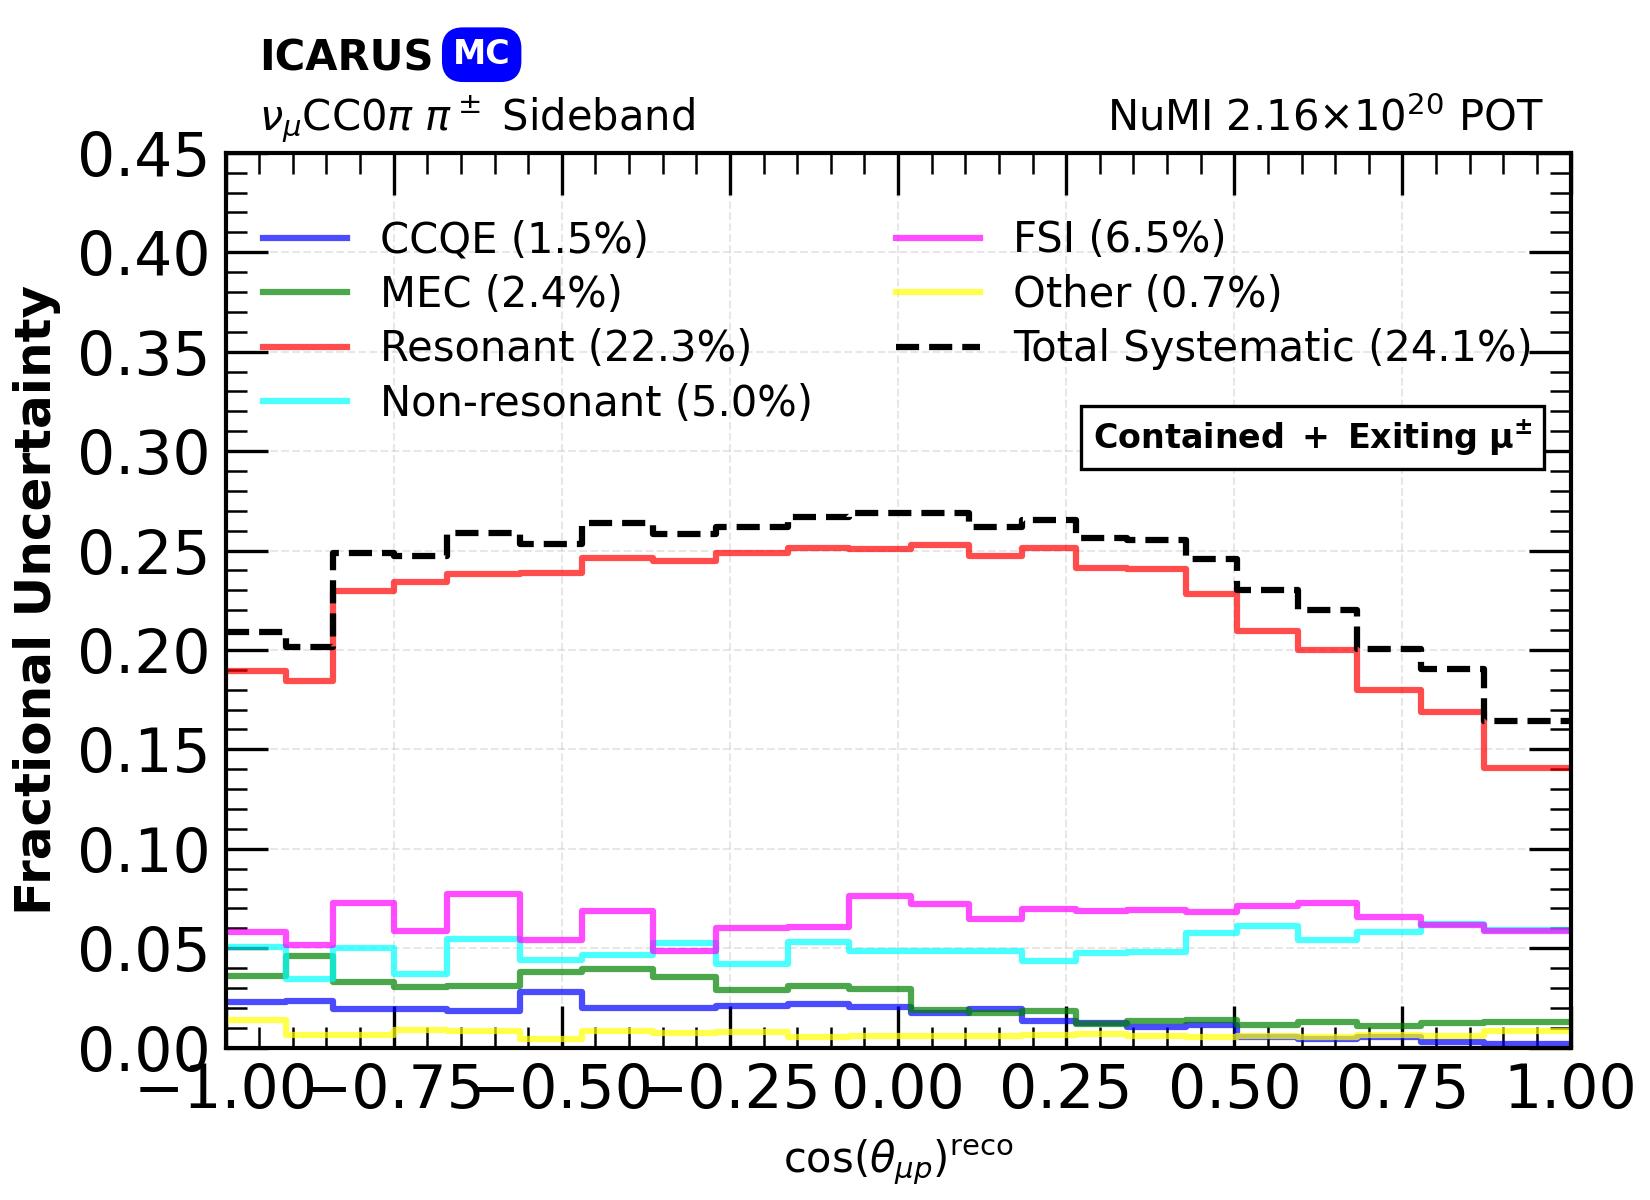 ICARUS MC
νμCC0π π± Sideband
NuMI 2.16×10²⁰ POT
0.45
0.40
0.35
0.30
0.25
0.20
0.15
0.10
0.05
0.00
Fractional Uncertainty
CCQE (1.5%)
MEC (2.4%)
Resonant (22.3%)
Non-resonant (5.0%)
FSI (6.5%)
Other (0.7%)
Total Systematic (24.1%)
Contained + Exiting μ±
−1.00 −0.75 −0.50 −0.25 0.00 0.25 0.50 0.75 1.00
cos(θμp)reco